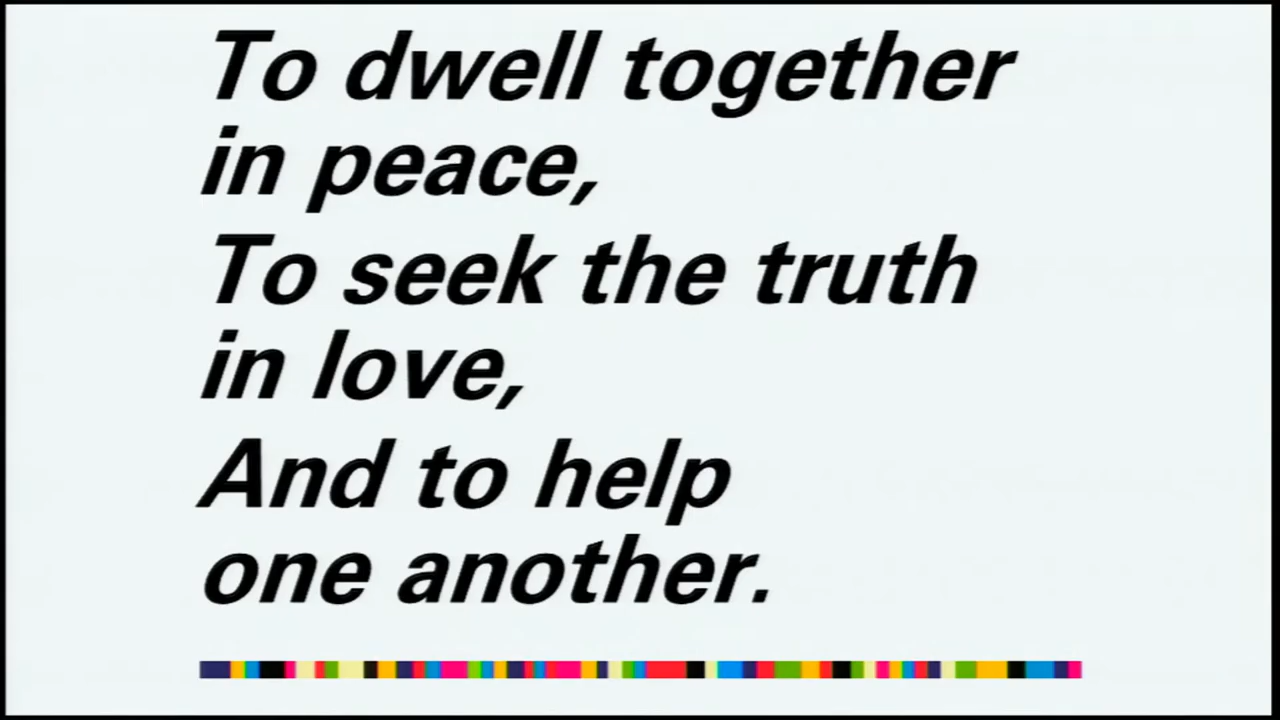 To dwell together
in peace,
To seek the truth
in love,
And to help
one another.